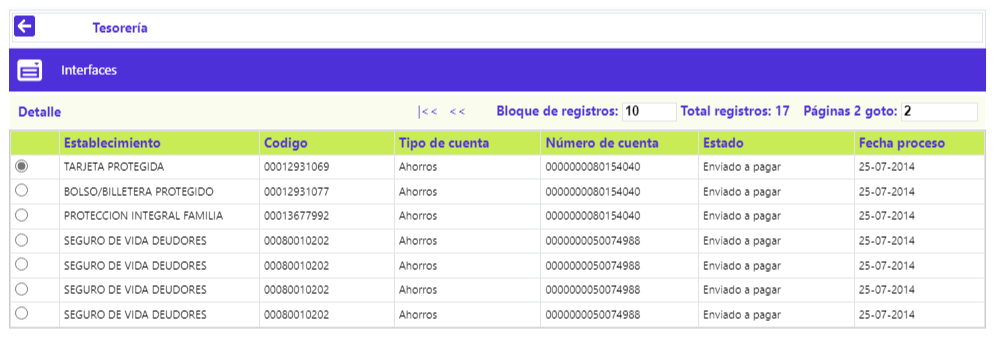 Tesorería
Interfaces
Detalle |<< << Bloque de registros: 10 Total registros: 17 Páginas 2 goto: 2
Establecimiento Codigo Tipo de cuenta Número de cuenta Estado Fecha proceso
TARJETA PROTEGIDA 00012931069 Ahorros 0000000080154040 Enviado a pagar 25-07-2014
BOLSO/BILLETERA PROTEGIDO 00012931077 Ahorros 0000000080154040 Enviado a pagar 25-07-2014
PROTECCION INTEGRAL FAMILIA 00013677992 Ahorros 0000000080154040 Enviado a pagar 25-07-2014
SEGURO DE VIDA DEUDORES 00080010202 Ahorros 0000000050074988 Enviado a pagar 25-07-2014
SEGURO DE VIDA DEUDORES 00080010202 Ahorros 0000000050074988 Enviado a pagar 25-07-2014
SEGURO DE VIDA DEUDORES 00080010202 Ahorros 0000000050074988 Enviado a pagar 25-07-2014
SEGURO DE VIDA DEUDORES 00080010202 Ahorros 0000000050074988 Enviado a pagar 25-07-2014